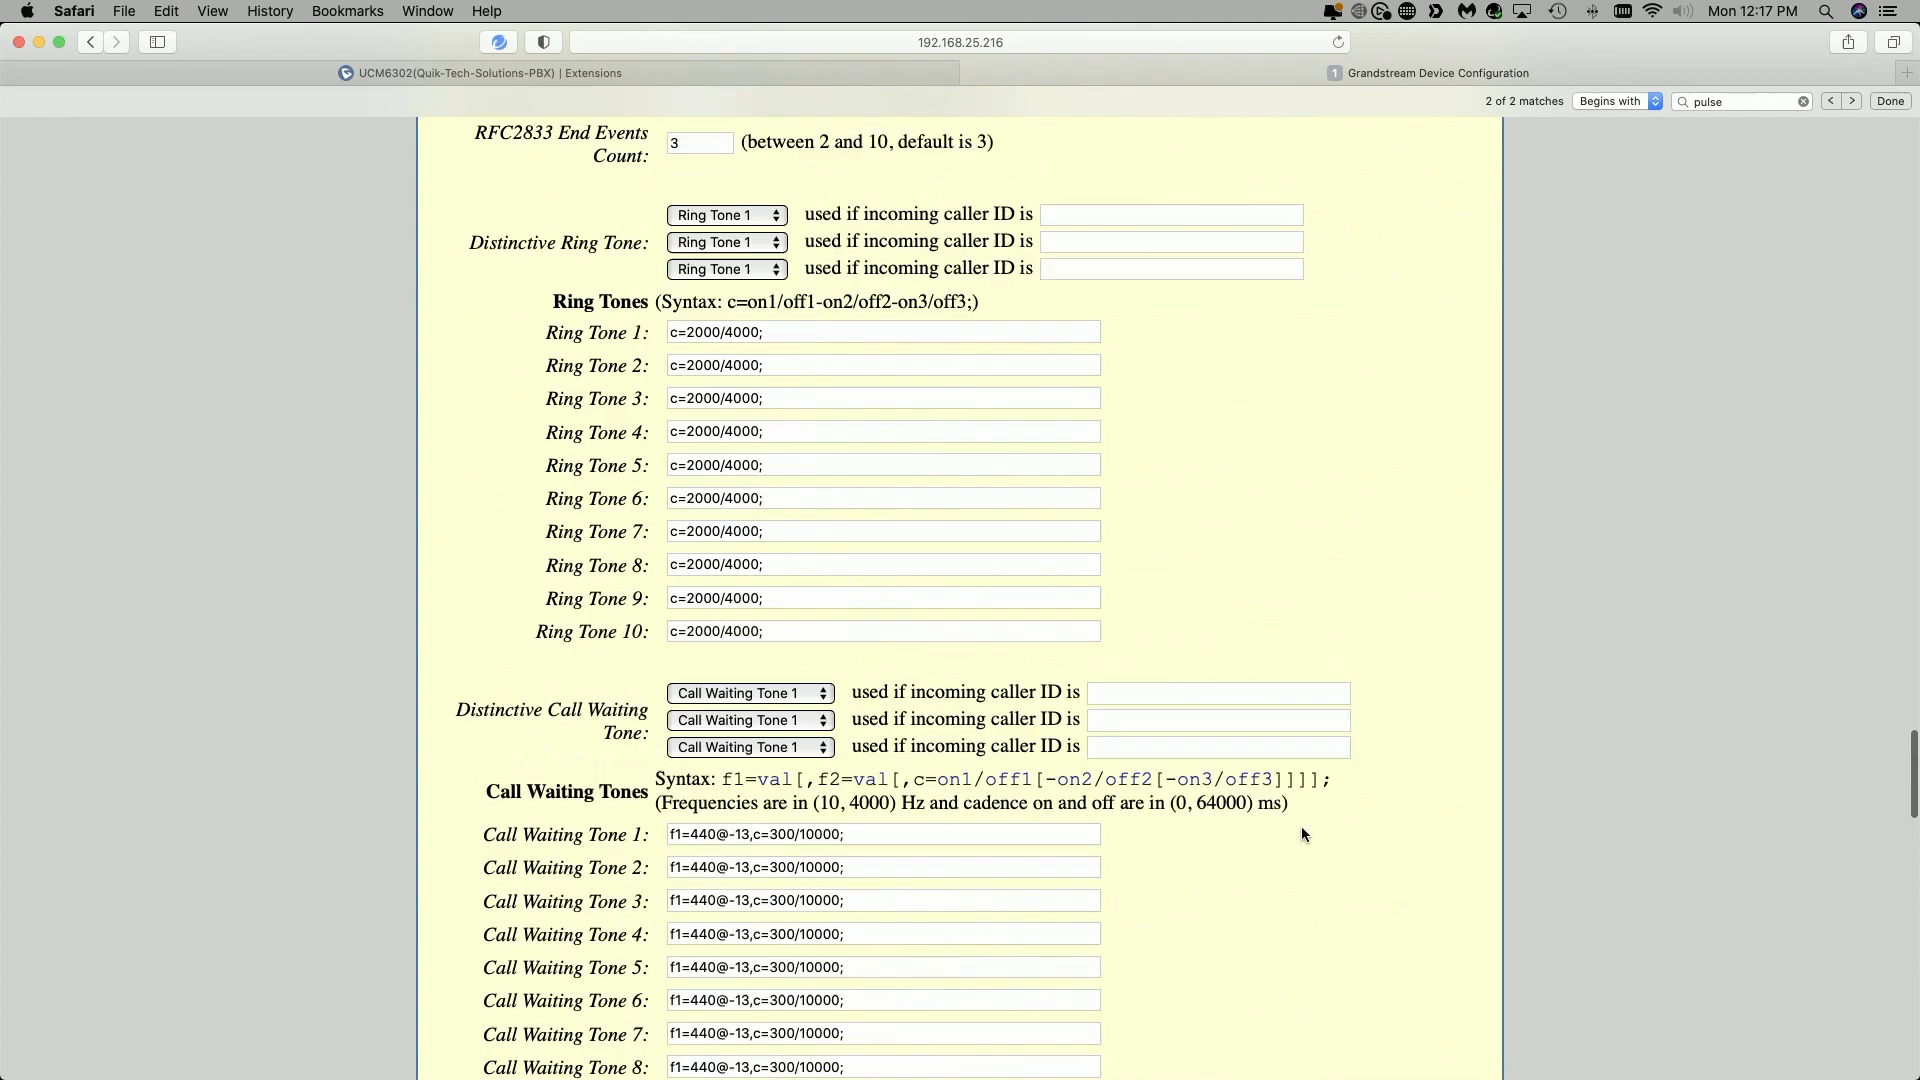 Safari File Edit View History Bookmarks Window Help Mon 12:17 PM
192.168.25.216
UCM6302(Quik-Tech-Solutions-PBX) | Extensions 1 Grandstream Device Configuration
2 of 2 matches Begins with pulse Done
RFC2833 End Events Count: 3 (between 2 and 10, default is 3)
Distinctive Ring Tone:
Ring Tone 1 used if incoming caller ID is
Ring Tone 1 used if incoming caller ID is
Ring Tone 1 used if incoming caller ID is
Ring Tones (Syntax: c=on1/off1-on2/off2-on3/off3;)
Ring Tone 1: c=2000/4000;
Ring Tone 2: c=2000/4000;
Ring Tone 3: c=2000/4000;
Ring Tone 4: c=2000/4000;
Ring Tone 5: c=2000/4000;
Ring Tone 6: c=2000/4000;
Ring Tone 7: c=2000/4000;
Ring Tone 8: c=2000/4000;
Ring Tone 9: c=2000/4000;
Ring Tone 10: c=2000/4000;
Distinctive Call Waiting Tone:
Call Waiting Tone 1 used if incoming caller ID is
Call Waiting Tone 1 used if incoming caller ID is
Call Waiting Tone 1 used if incoming caller ID is
Call Waiting Tones Syntax: f1=val[,f2=val[,c=on1/off1[-on2/off2[-on3/off3]]]];
(Frequencies are in (10, 4000) Hz and cadence on and off are in (0, 64000) ms)
Call Waiting Tone 1: f1=440@-13,c=300/10000;
Call Waiting Tone 2: f1=440@-13,c=300/10000;
Call Waiting Tone 3: f1=440@-13,c=300/10000;
Call Waiting Tone 4: f1=440@-13,c=300/10000;
Call Waiting Tone 5: f1=440@-13,c=300/10000;
Call Waiting Tone 6: f1=440@-13,c=300/10000;
Call Waiting Tone 7: f1=440@-13,c=300/10000;
Call Waiting Tone 8: f1=440@-13,c=300/10000;